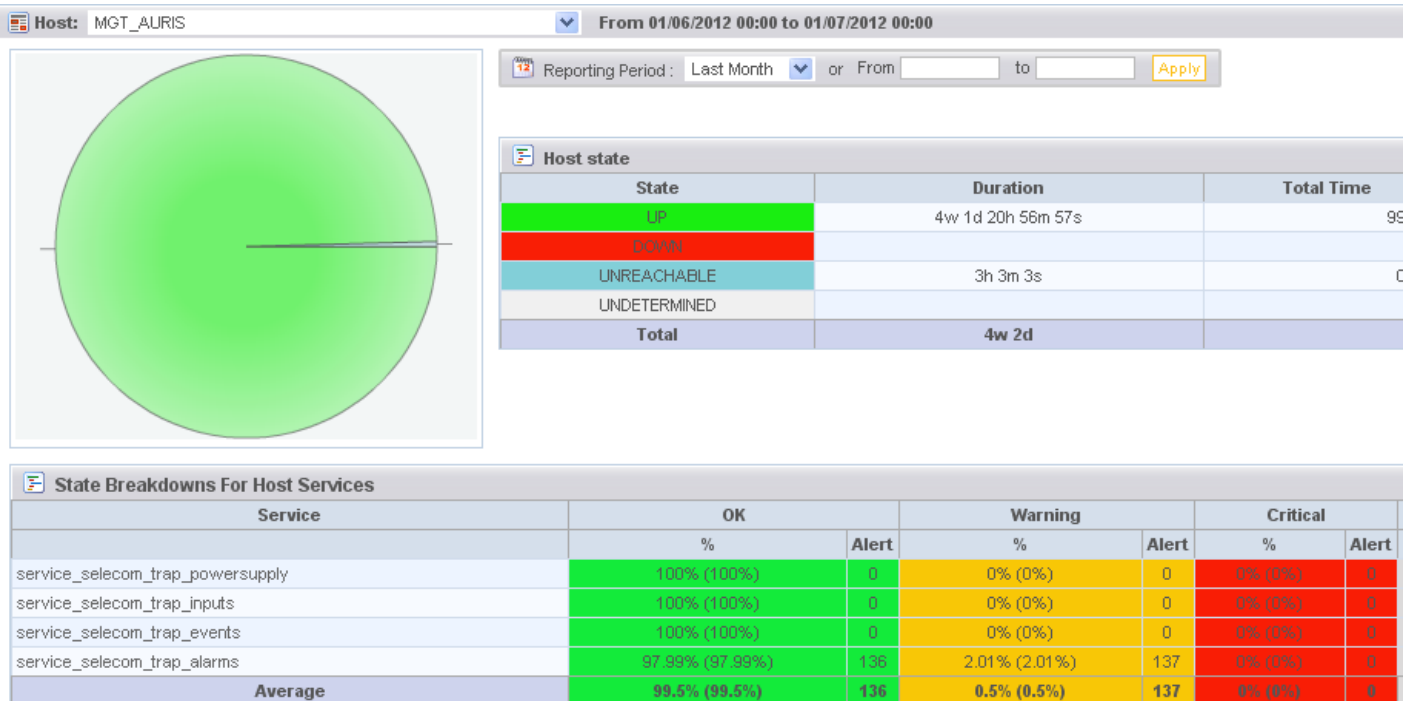 Host: MGT_AURIS From 01/06/2012 00:00 to 01/07/2012 00:00
12 Reporting Period : Last Month or From to Apply
Host state
State Duration Total Time
UP 4w 1d 20h 56m 57s 99
DOWN
UNREACHABLE 3h 3m 3s 0
UNDETERMINED
Total 4w 2d
State Breakdowns For Host Services
Service OK Warning Critical
% Alert % Alert % Alert
service_selecom_trap_powersupply 100% (100%) 0 0% (0%) 0 0% (0%) 0
service_selecom_trap_inputs 100% (100%) 0 0% (0%) 0 0% (0%) 0
service_selecom_trap_events 100% (100%) 0 0% (0%) 0 0% (0%) 0
service_selecom_trap_alarms 97.99% (97.99%) 136 2.01% (2.01%) 137 0% (0%) 0
Average 99.5% (99.5%) 136 0.5% (0.5%) 137 0% (0%) 0